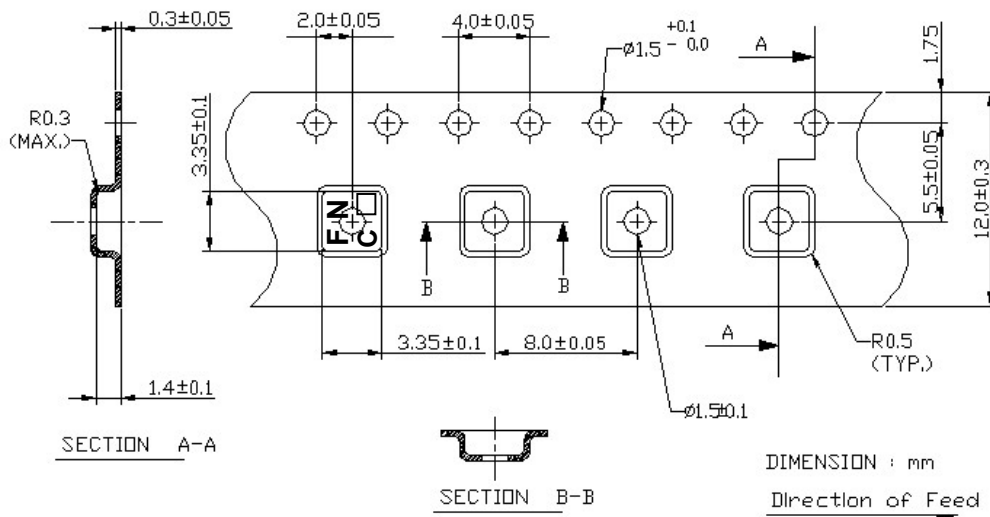 0.3±0.05
2.0±0.05
4.0±0.05
Ø1.5 +0.1 - 0.0
A
1.75
R0.3
(MAX.)
3.35±0.1
5.5±0.05
12.0±0.3
F N
C □
B
B
3.35±0.1
8.0±0.05
A
R0.5
(TYP.)
1.4±0.1
Ø1.5±0.1
SECTION A-A
SECTION B-B
DIMENSION : mm
Direction of Feed